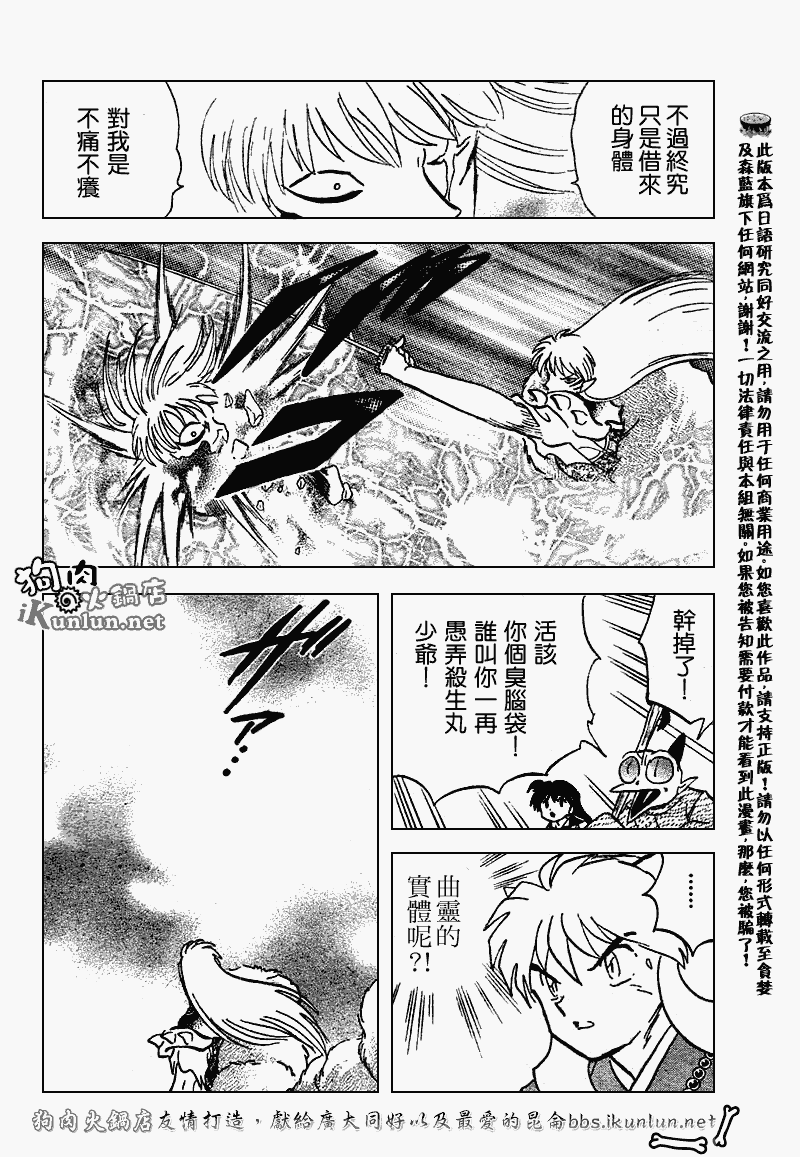 不過終究
只是借來
的身體
對我是
不痛不癢
幹掉了！
活該
你個臭腦袋！
誰叫你一再
愚弄殺生丸
少爺！
……
曲靈的
實體呢?!
狗肉
火鍋店
iKunlun.net
此版本爲日語研究同好交流之用，請勿用于任何商業用途。如您喜歡此作品，請支持正版！請勿以任何形式轉載至貪婪
及森藍旗下任何網站，謝謝！一切法律責任與本組無關。如果您被告知需要付款才能看到此漫畫，那麼，您被騙了！
狗肉火鍋店友情打造，獻給廣大同好以及最愛的昆侖bbs.ikunlun.net